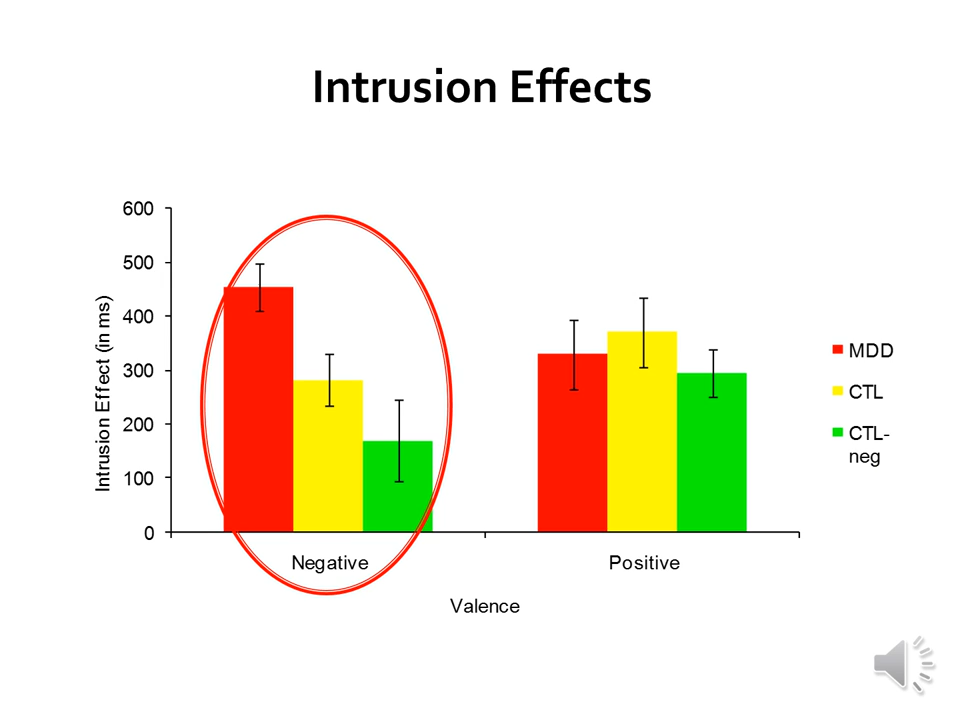 Intrusion Effects
600
500
400
300
200
100
0
Intrusion Effect (in ms)
Negative
Positive
Valence
MDD
CTL
CTL-
neg